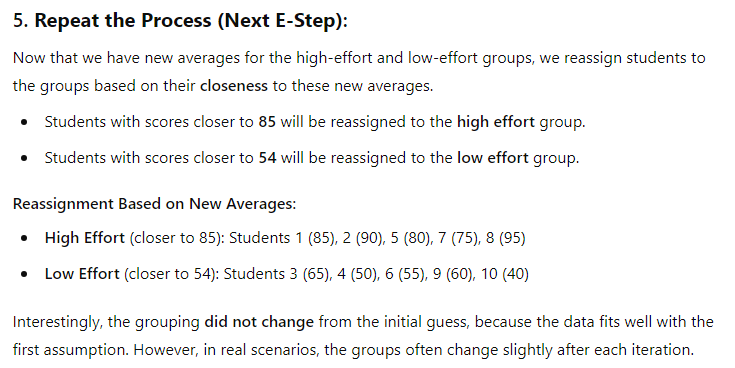 5. Repeat the Process (Next E-Step):
Now that we have new averages for the high-effort and low-effort groups, we reassign students to
the groups based on their closeness to these new averages.
• Students with scores closer to 85 will be reassigned to the high effort group.
• Students with scores closer to 54 will be reassigned to the low effort group.
Reassignment Based on New Averages:
• High Effort (closer to 85): Students 1 (85), 2 (90), 5 (80), 7 (75), 8 (95)
• Low Effort (closer to 54): Students 3 (65), 4 (50), 6 (55), 9 (60), 10 (40)
Interestingly, the grouping did not change from the initial guess, because the data fits well with the
first assumption. However, in real scenarios, the groups often change slightly after each iteration.